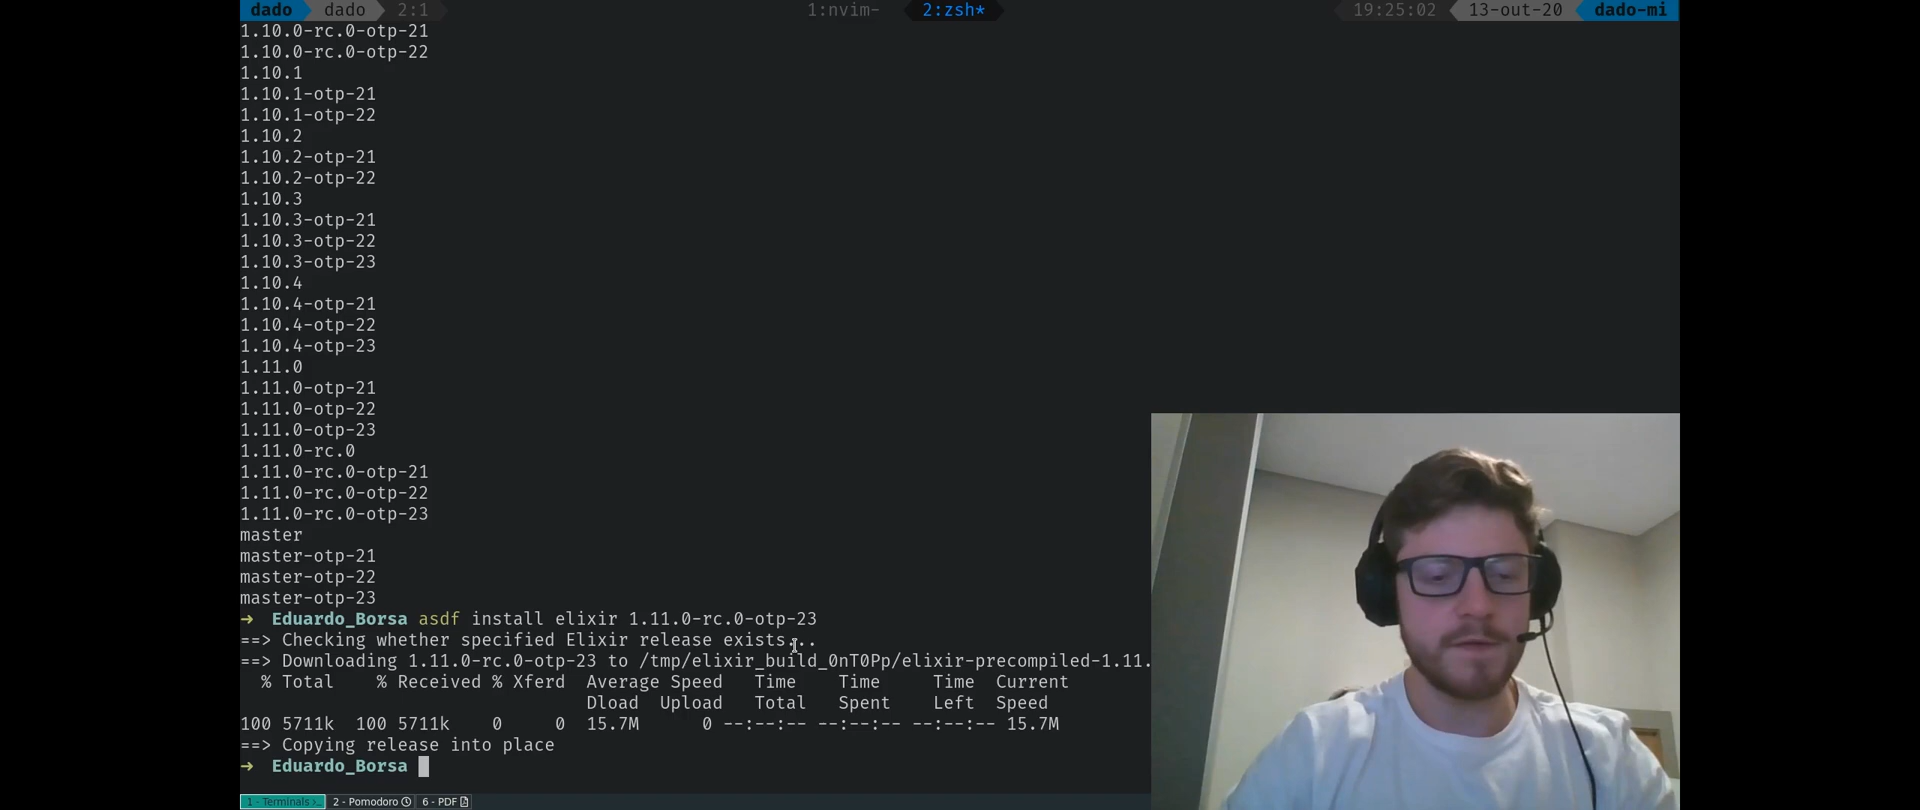 dado dado 2:1 1:nvim- 2:zsh* 19:25:02 13-out-20 dado-mi
1.10.0-rc.0-otp-21
1.10.0-rc.0-otp-22
1.10.1
1.10.1-otp-21
1.10.1-otp-22
1.10.2
1.10.2-otp-21
1.10.2-otp-22
1.10.3
1.10.3-otp-21
1.10.3-otp-22
1.10.3-otp-23
1.10.4
1.10.4-otp-21
1.10.4-otp-22
1.10.4-otp-23
1.11.0
1.11.0-otp-21
1.11.0-otp-22
1.11.0-otp-23
1.11.0-rc.0
1.11.0-rc.0-otp-21
1.11.0-rc.0-otp-22
1.11.0-rc.0-otp-23
master
master-otp-21
master-otp-22
master-otp-23
→ Eduardo_Borsa asdf install elixir 1.11.0-rc.0-otp-23
==> Checking whether specified Elixir release exists...
==> Downloading 1.11.0-rc.0-otp-23 to /tmp/elixir_build_0nT0Pp/elixir-precompiled-1.11.
% Total % Received % Xferd Average Speed Time Time Time Current
Dload Upload Total Spent Left Speed
100 5711k 100 5711k 0 0 15.7M 0 --:--:-- --:--:-- --:--:-- 15.7M
==> Copying release into place
→ Eduardo_Borsa
1 - Terminals 2 - Pomodoro 6 - PDF